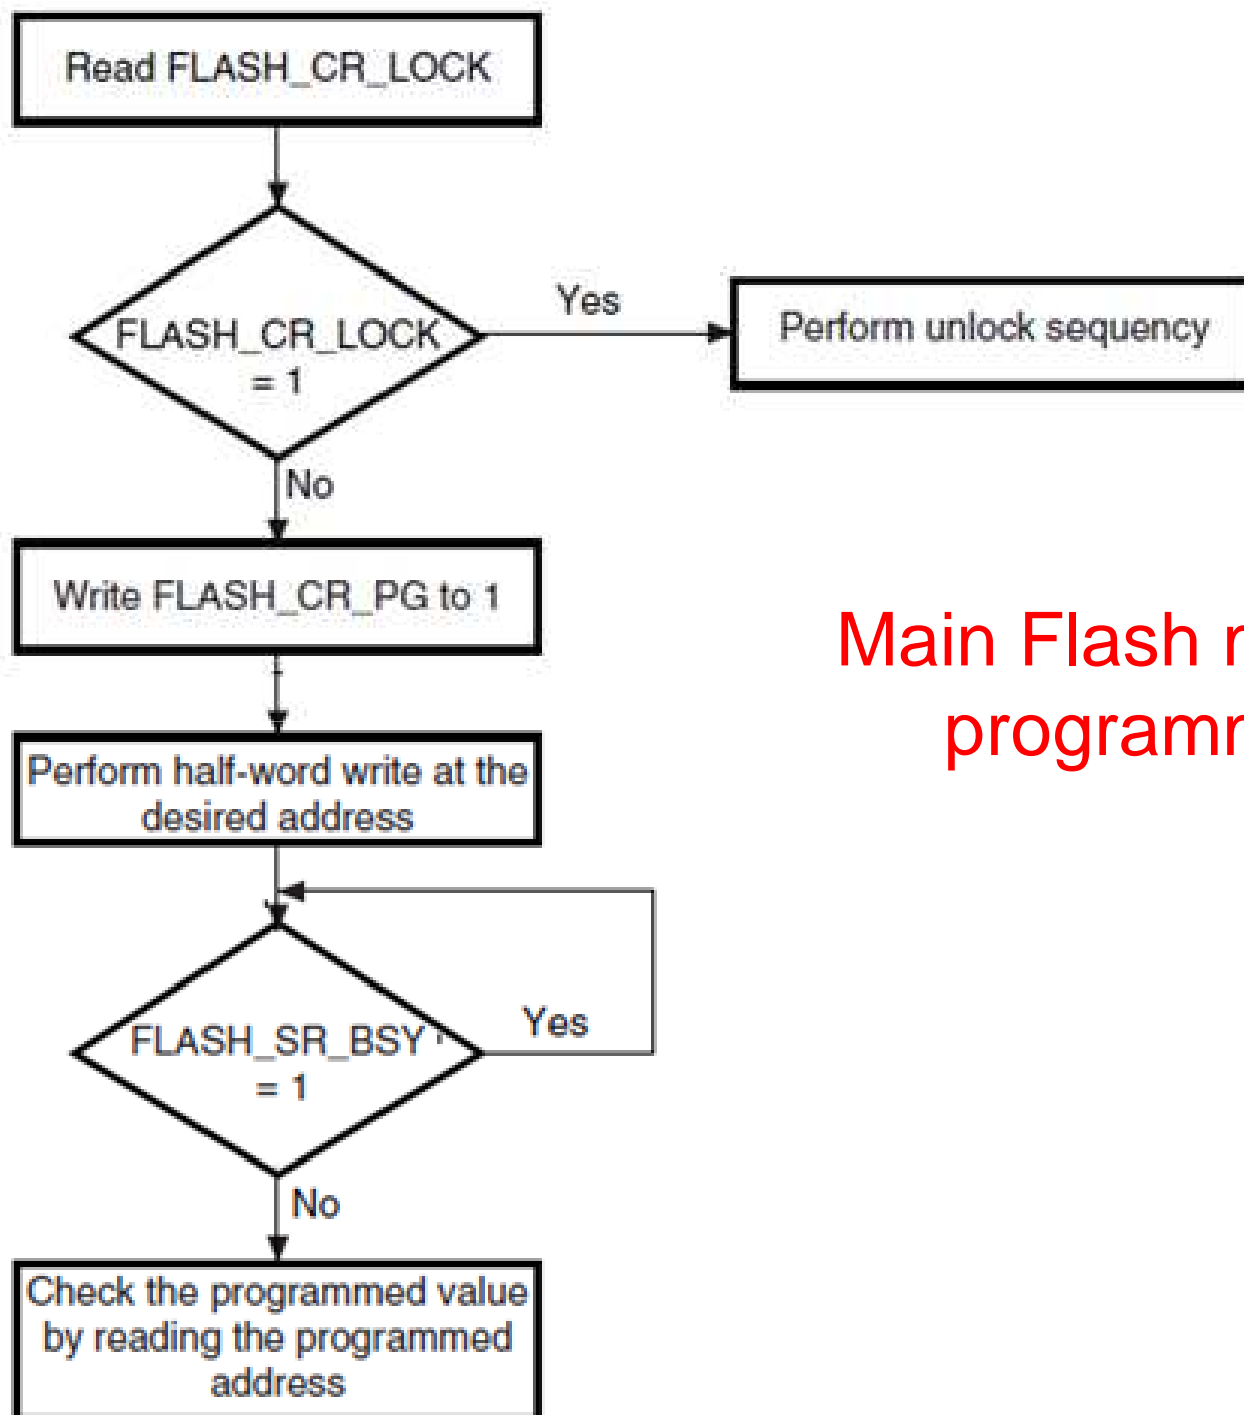 Read FLASH_CR_LOCK
FLASH_CR_LOCK
= 1
Yes
Perform unlock sequency
No
Write FLASH_CR_PG to 1
Main Flash
Perform half-word write at the
desired address
FLASH_SR_BSY
= 1
Yes
No
Check the programmed value
by reading the programmed
address